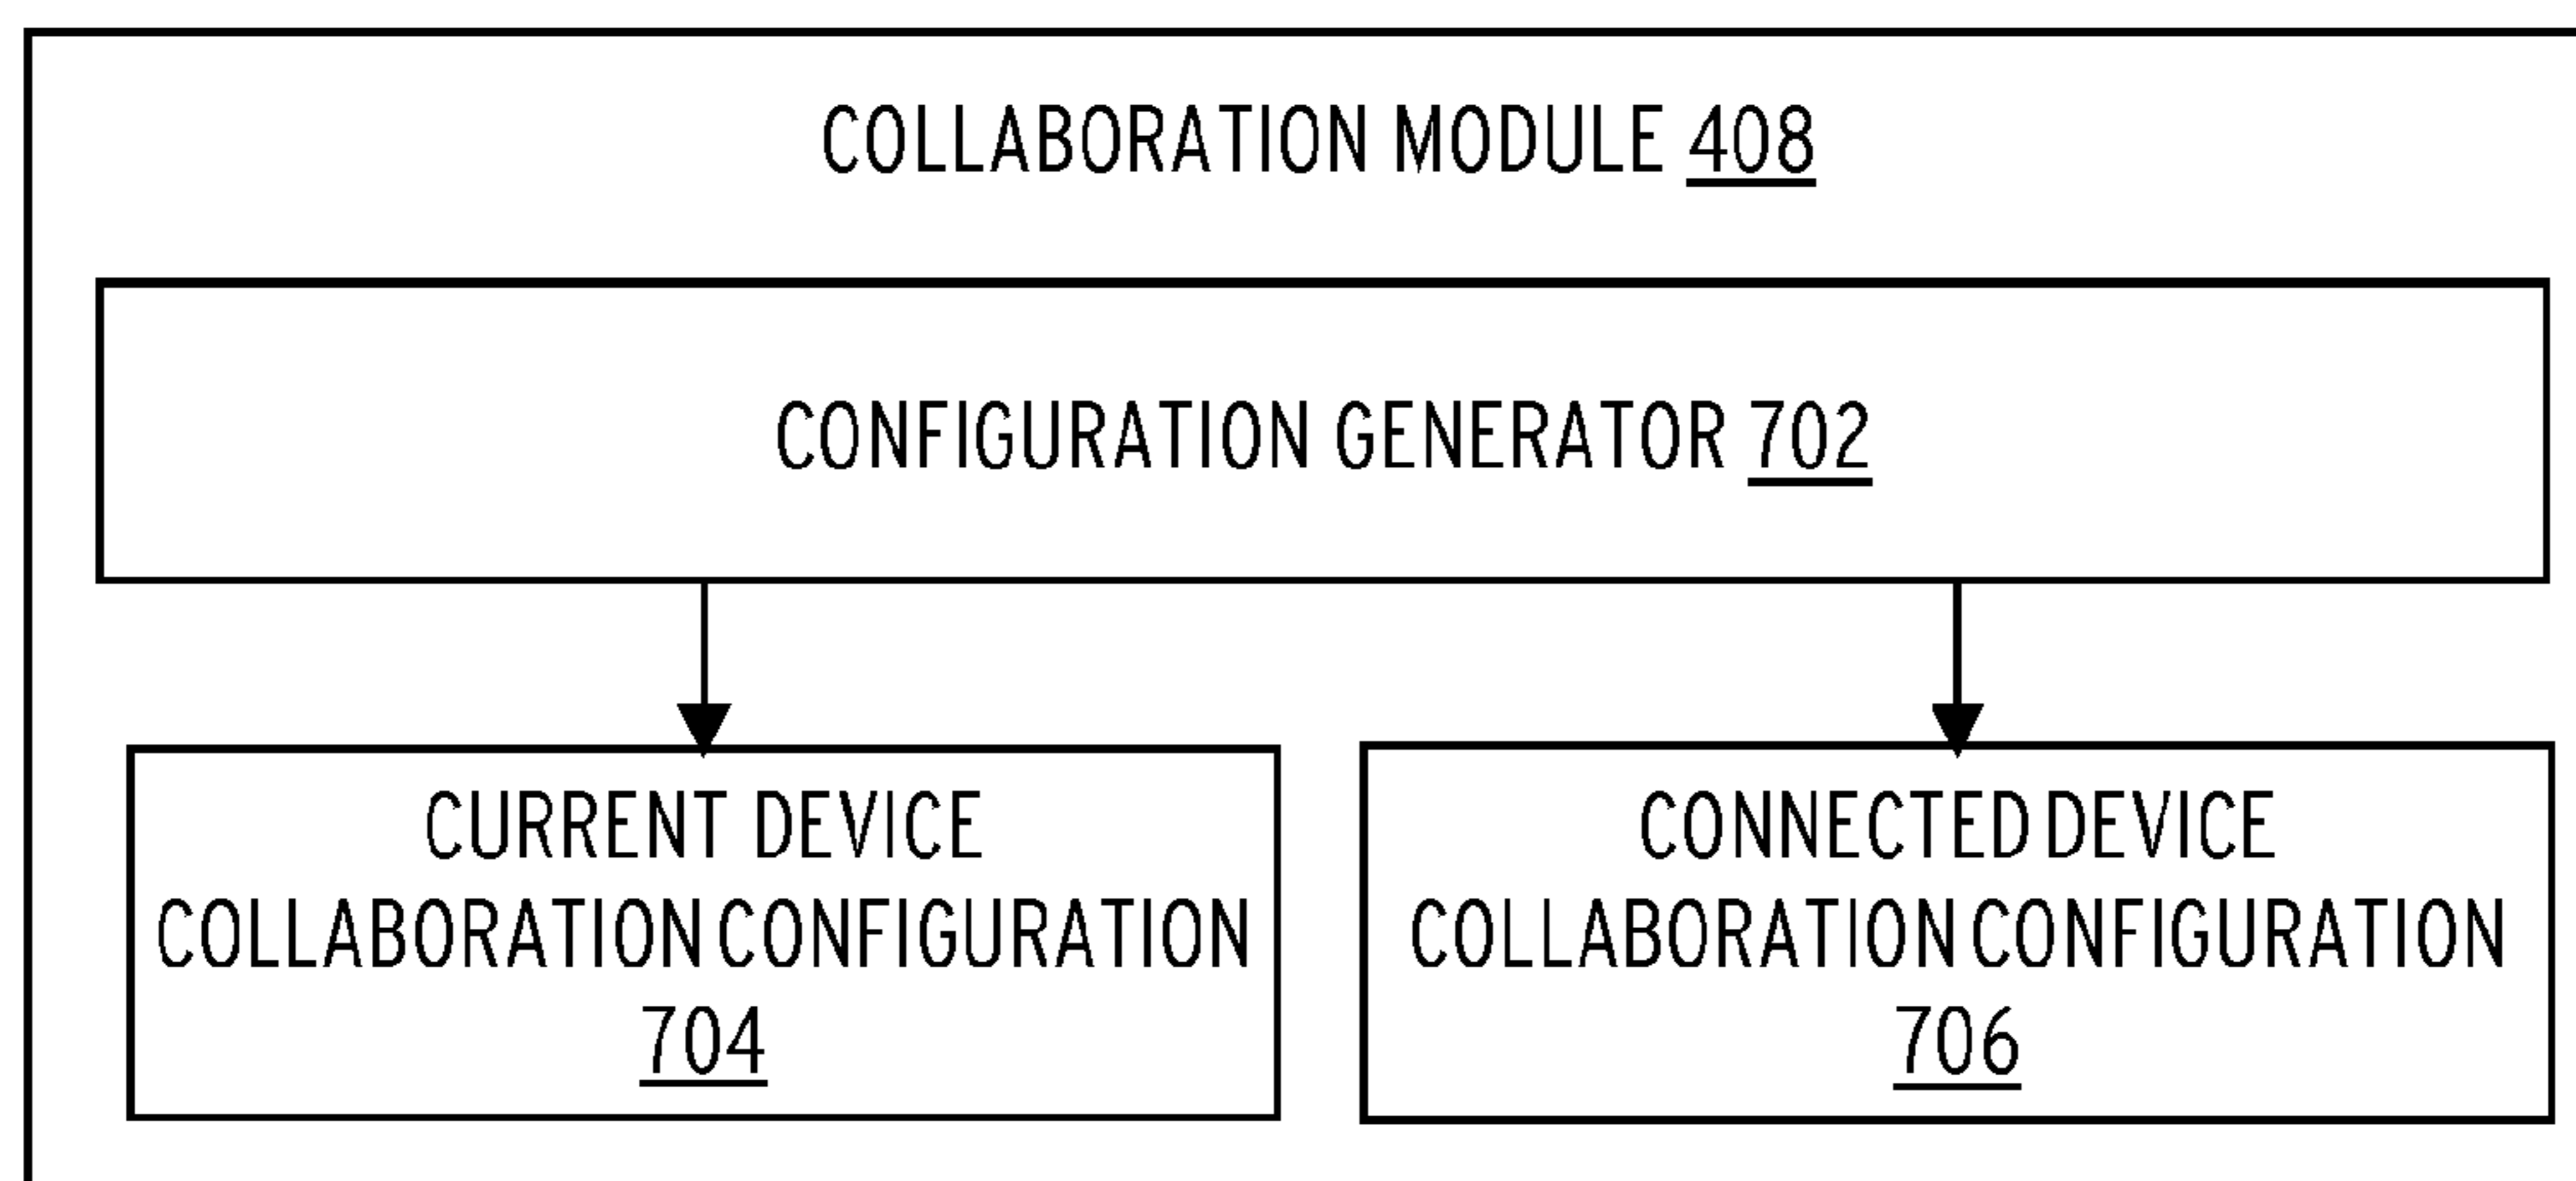 COLLABORATION MODULE 408
CONFIGURATION GENERATOR 702
CURRENT DEVICE
COLLABORATION CONFIGURATION
704
CONNECTED DEVICE
COLLABORATION CONFIGURATION
706